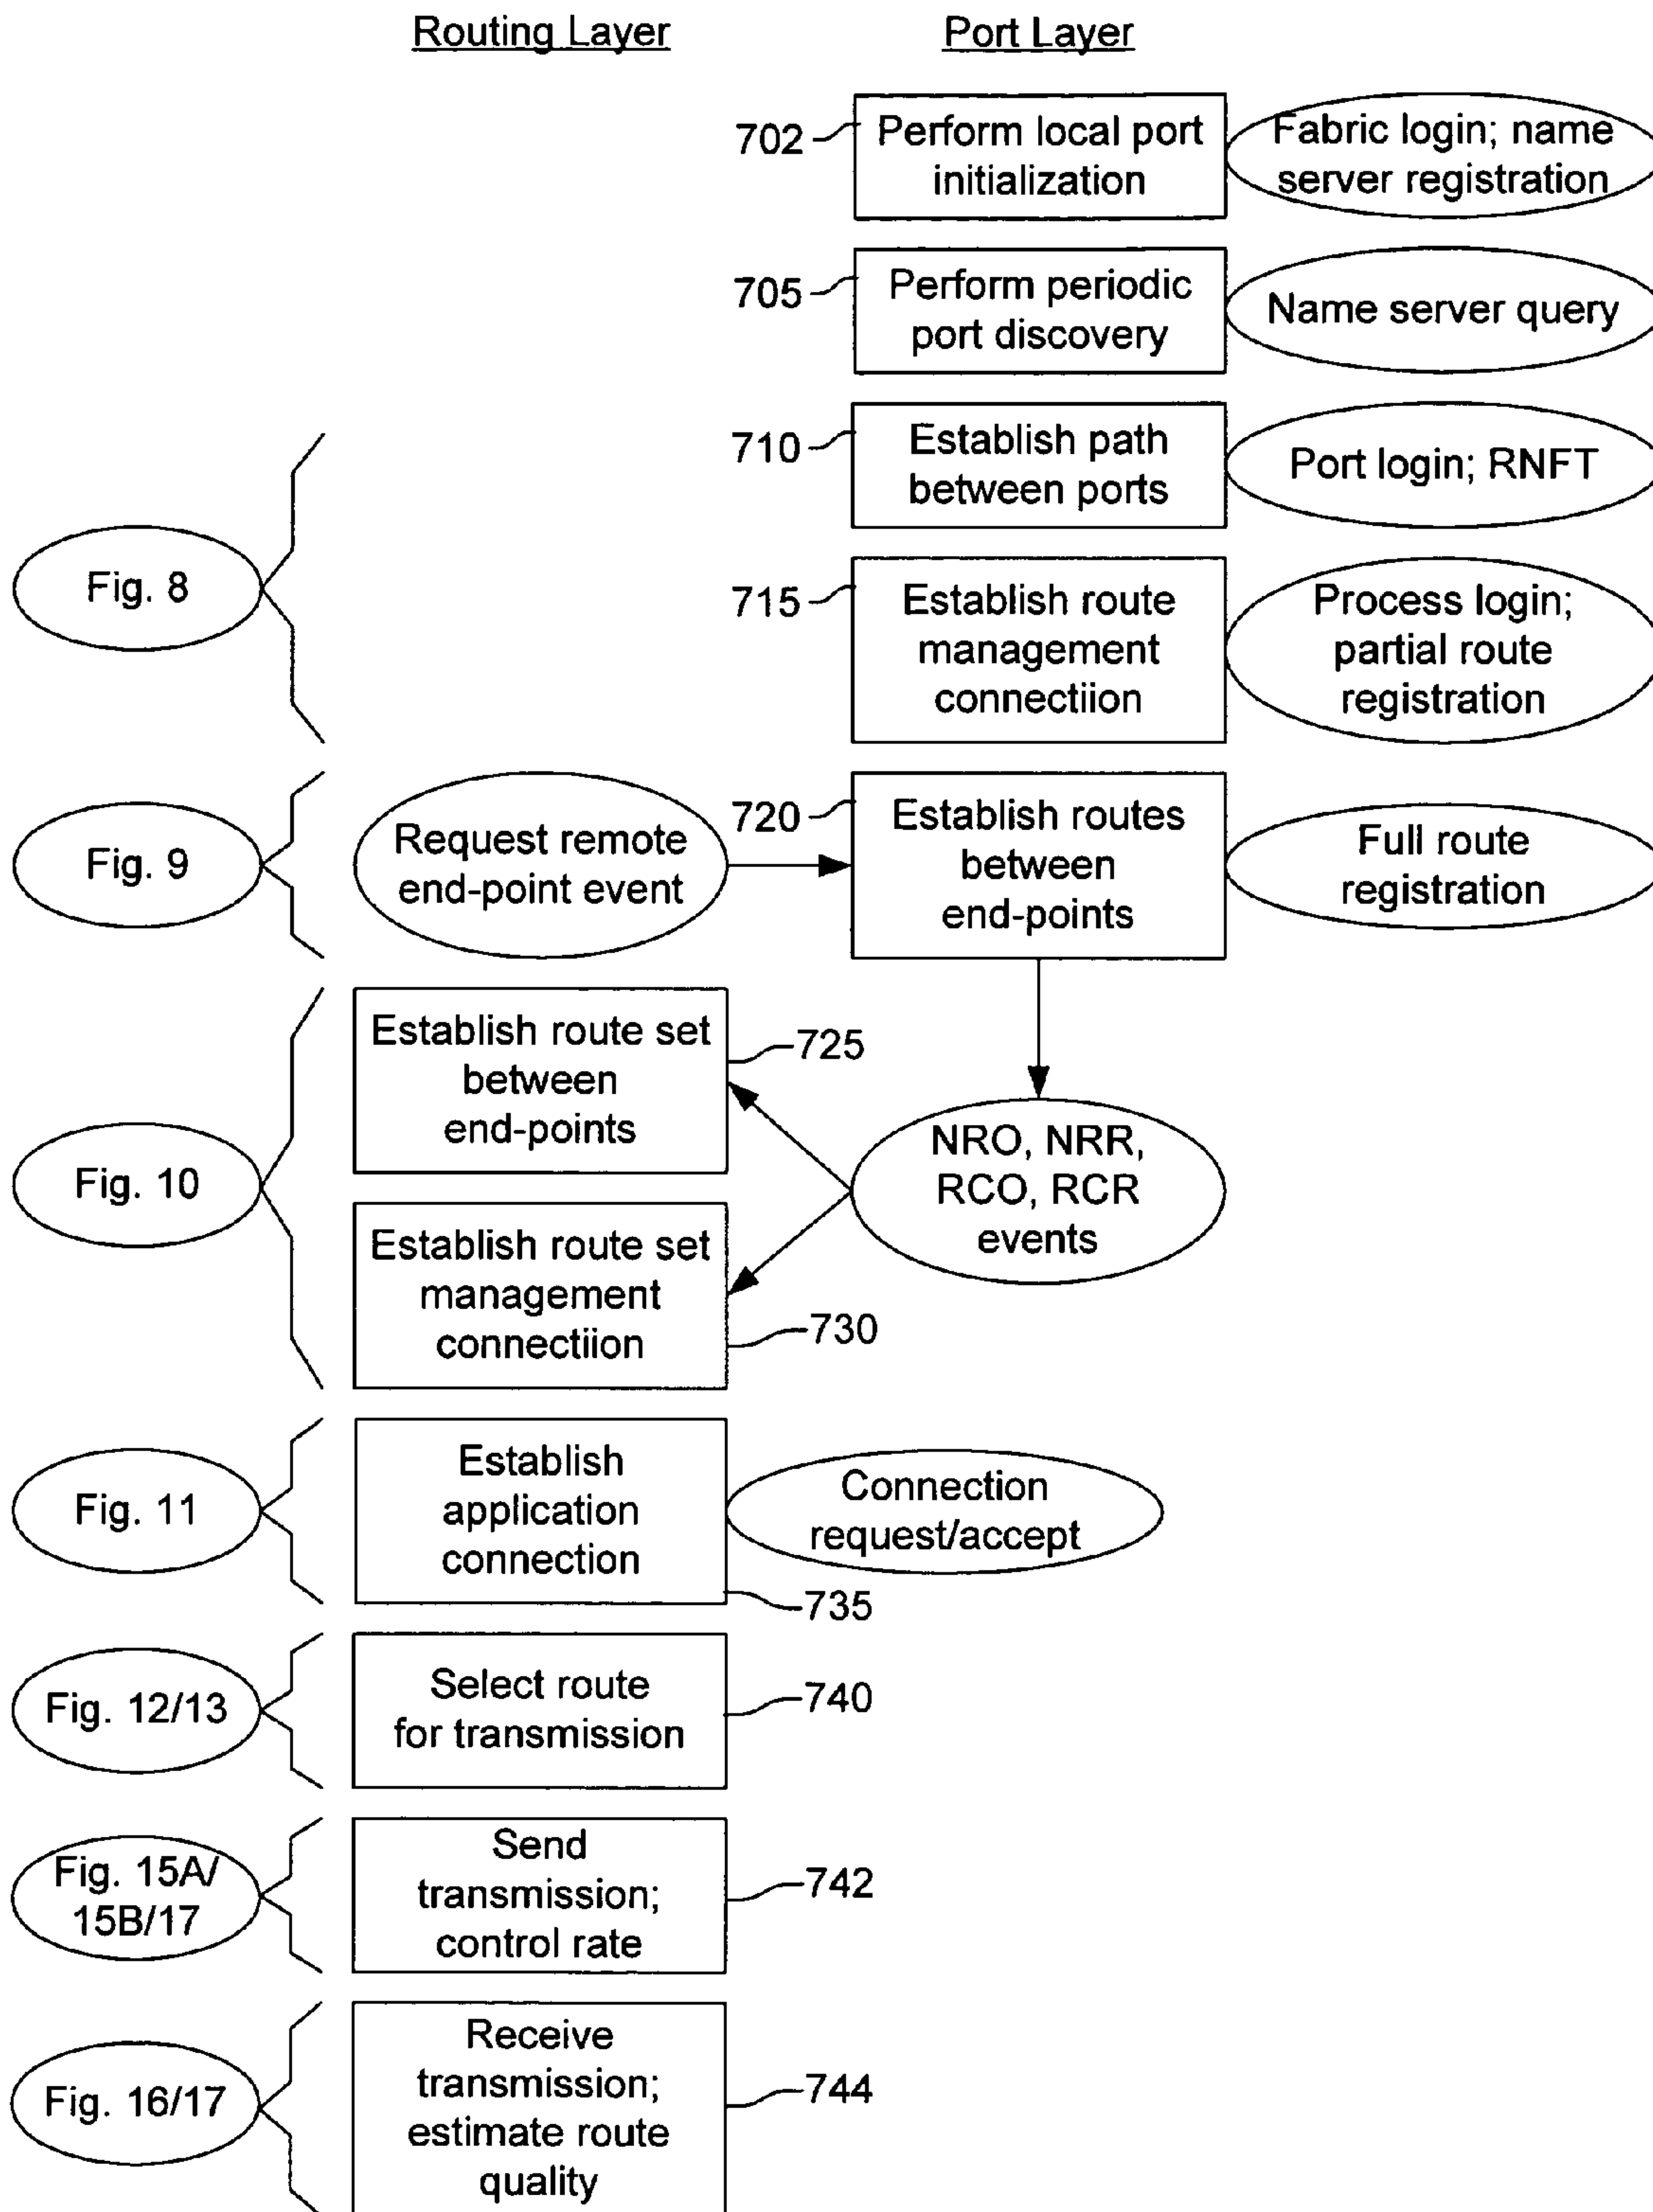 Routing Layer
Port Layer
702
Perform local port
initialization
Fabric login; name
server registration
705
Perform periodic
port discovery
Name server query
710
Establish path
between ports
Port login; RNFT
Fig. 8
715
Establish route
management
connectiion
Process login;
partial route
registration
Fig. 9
Request remote
end-point event
720
Establish routes
between
end-points
Full route
registration
Fig. 10
Establish route set
between
end-points
725
NRO, NRR,
RCO, RCR
events
Establish route set
management
connectiion
730
Fig. 11
Establish
application
connection
735
Connection
request/accept
Fig. 12/13
Select route
for transmission
740
Fig. 15A/
15B/17
Send
transmission;
control rate
742
Fig. 16/17
Receive
transmission;
estimate route
quality
744